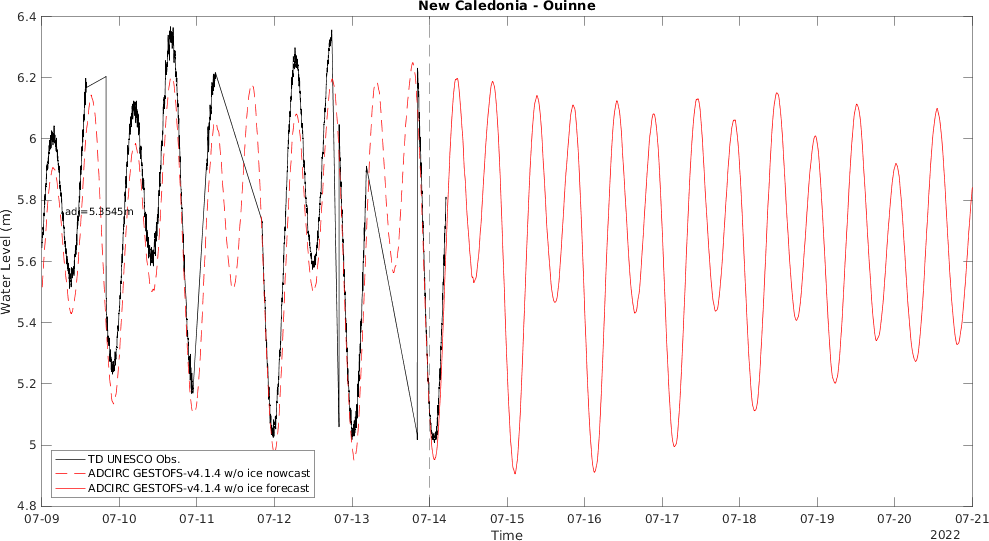 New Caledonia - Ouinne
6.4
6.2
6
5.8
5.6
5.4
5.2
5
4.8
Water Level (m)
adj=5.3545m
TD UNESCO Obs.
ADCIRC GESTOFS-v4.1.4 w/o ice nowcast
ADCIRC GESTOFS-v4.1.4 w/o ice forecast
07-09 07-10 07-11 07-12 07-13 07-14 07-15 07-16 07-17 07-18 07-19 07-20 07-21
Time
2022